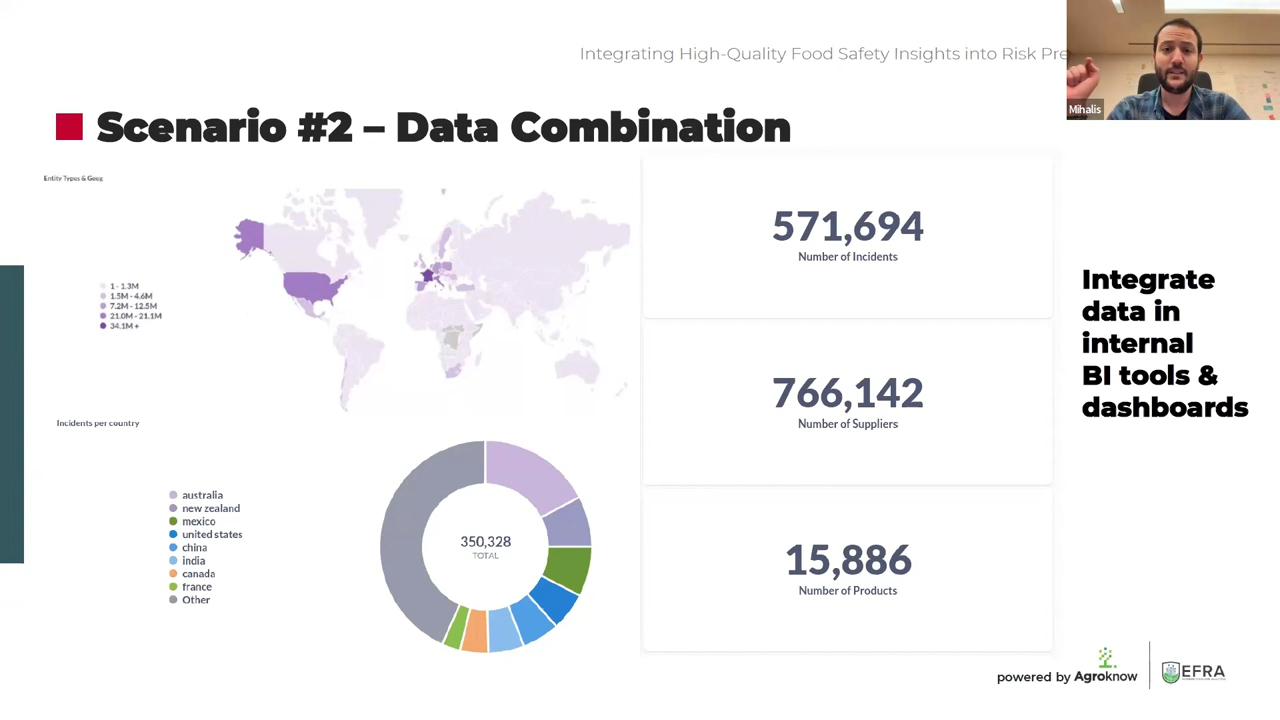 Integrating High-Quality Food Safety Insights into Risk Pre
Mihalis
Scenario #2 – Data Combination
Entity Types & Geog
1 - 1.3M
1.5M - 4.6M
7.2M - 12.5M
21.0M - 21.1M
34.1M +
571,694
Number of Incidents
766,142
Number of Suppliers
15,886
Number of Products
Integrate
data in
internal
BI tools &
dashboards
Incidents per country
australia
new zealand
mexico
united states
china
india
canada
france
Other
350,328
TOTAL
powered by Agroknow
EFRA